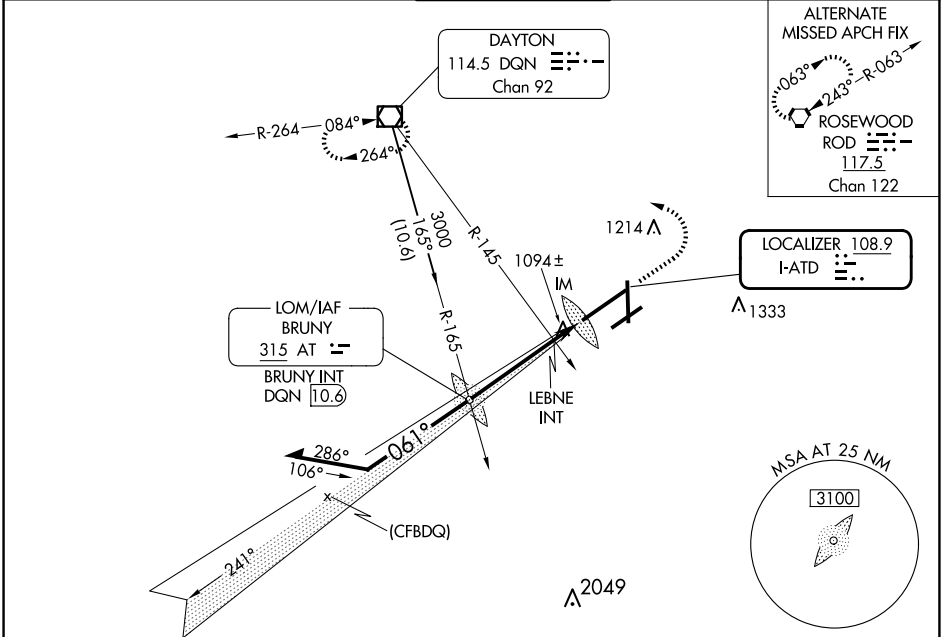 DAYTON
114.5 DQN
Chan 92
ALTERNATE
MISSED APCH FIX
063°
243°
R-063
ROSEWOOD
ROD
117.5
Chan 122
R-264
084°
264°
3000
165°
(10.6)
R-145
R-165
1214
1094±
IM
LOCALIZER 108.9
I-ATD
1333
LOM/IAF
BRUNY
315 AT
BRUNY INT
DQN 10.6
LEBNE
INT
061°
286°
106°
x
(CFBDQ)
241°
MSA AT 25 NM
3100
2049